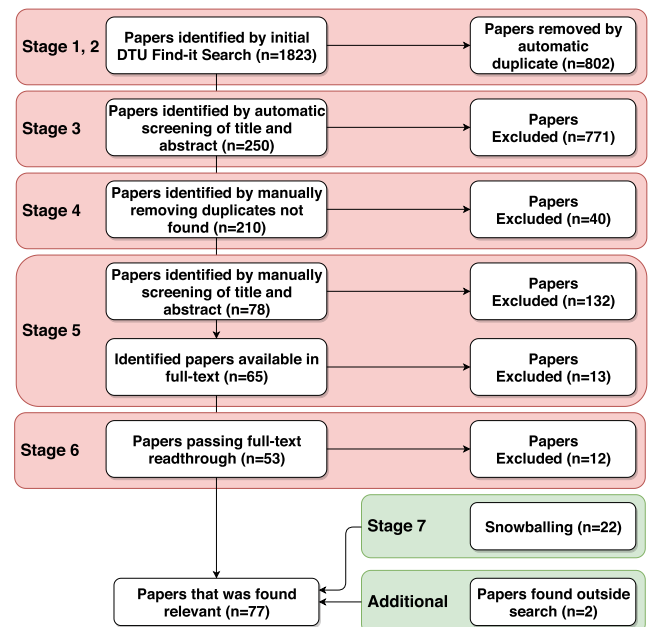 Stage 1, 2
Papers identified by initial
DTU Find-it Search (n=1823)
Papers removed by
automatic
duplicate (n=802)
Stage 3
Papers identified by automatic
screening of title and
abstract (n=250)
Papers
Excluded (n=771)
Stage 4
Papers identified by manually
removing duplicates not
found (n=210)
Papers
Excluded (n=40)
Stage 5
Papers identified by manually
screening of title and
abstract (n=78)
Papers
Excluded (n=132)
Identified papers available in
full-text (n=65)
Papers
Excluded (n=13)
Stage 6
Papers passing full-text
readthrough (n=53)
Papers
Excluded (n=12)
Stage 7
Snowballing (n=22)
Papers that was found
relevant (n=77)
Additional
Papers found outside
search (n=2)